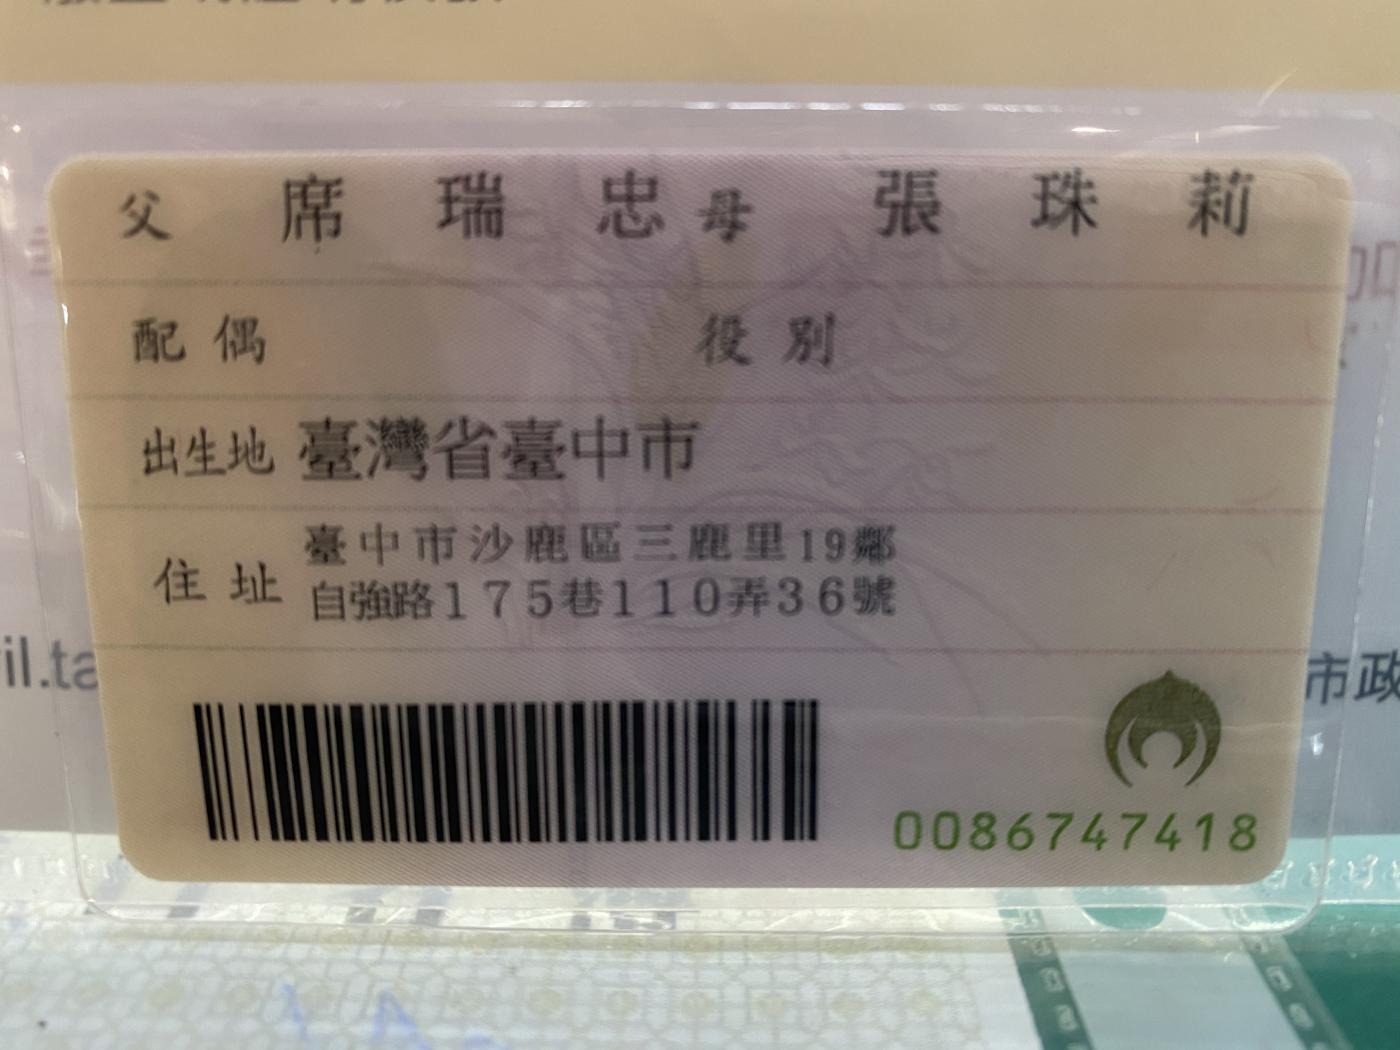 父 席瑞忠 母 張珠莉
配偶 役別
出生地 臺灣省臺中市
住址 臺中市沙鹿區三鹿里19鄰
自強路175巷110弄36號
il.ta
市政
0086747418